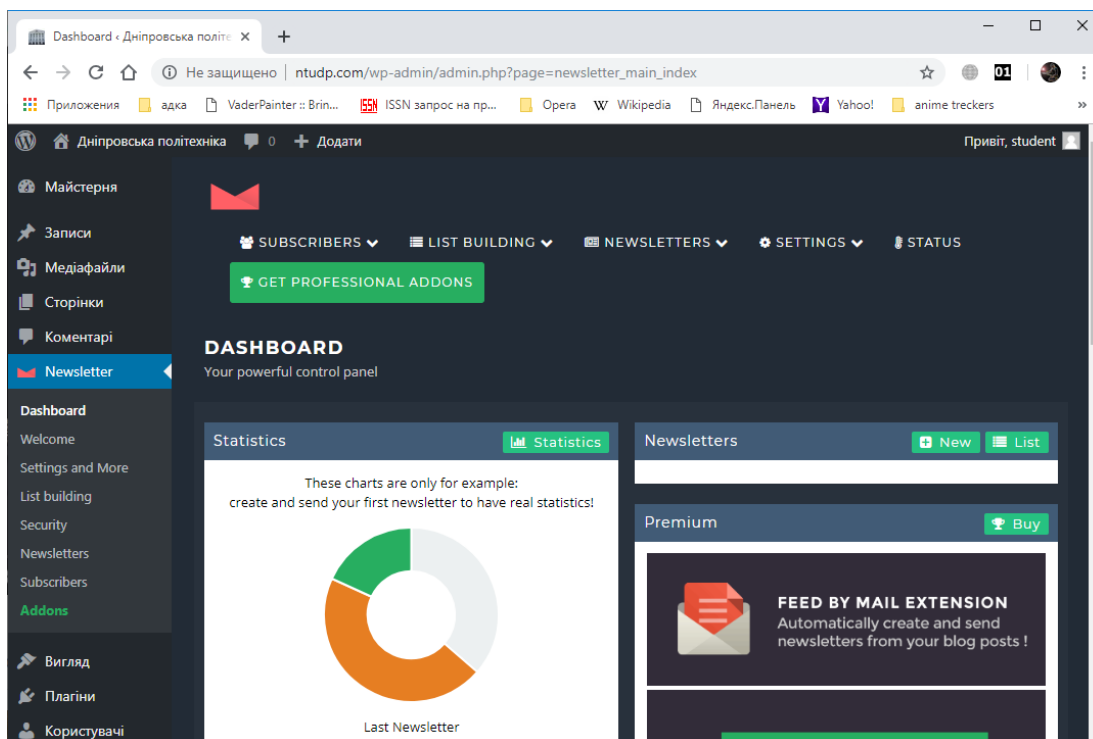 Dashboard ‹ Дніпровська політе
Не защищено | ntudp.com/wp-admin/admin.php?page=newsletter_main_index
01
Приложения адка VaderPainter :: Brin... ISSN ISSN запрос на пр... Opera W Wikipedia Яндекс.Панель Y Yahoo! anime treckers »
Дніпровська політехніка 0 Додати Привіт, student
Майстерня
Записи
Медіафайли
Сторінки
Коментарі
Newsletter
Dashboard
Welcome
Settings and More
List building
Security
Newsletters
Subscribers
Addons
Вигляд
Плагіни
Користувачі
SUBSCRIBERS LIST BUILDING NEWSLETTERS SETTINGS STATUS
GET PROFESSIONAL ADDONS
DASHBOARD
Your powerful control panel
Statistics Statistics
These charts are only for example:
create and send your first newsletter to have real statistics!
Last Newsletter
Newsletters New List
Premium Buy
FEED BY MAIL EXTENSION
Automatically create and send
newsletters from your blog posts !